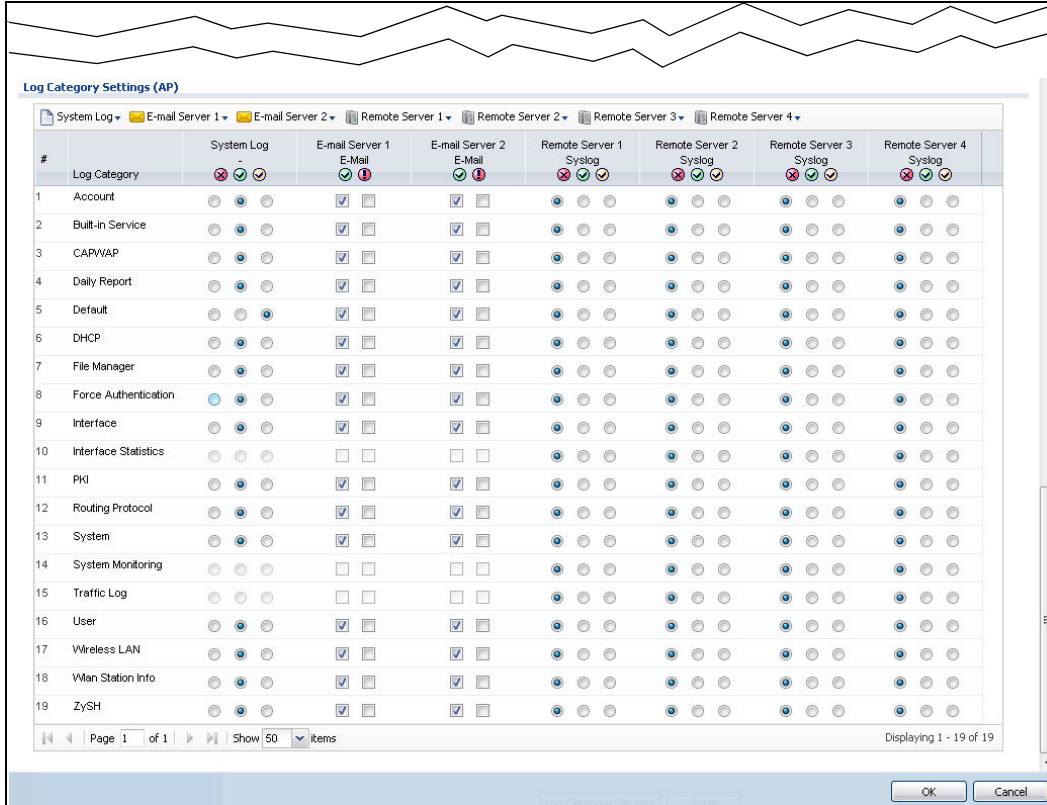 Log Category Settings (AP)
System Log E-mail Server 1 E-mail Server 2 Remote Server 1 Remote Server 2 Remote Server 3 Remote Server 4
System Log E-mail Server 1 E-mail Server 2 Remote Server 1 Remote Server 2 Remote Server 3 Remote Server 4
# - E-Mail E-Mail Syslog Syslog Syslog Syslog
Log Category
1 Account
2 Built-in Service
3 CAPWAP
4 Daily Report
5 Default
6 DHCP
7 File Manager
8 Force Authentication
9 Interface
10 Interface Statistics
11 PKI
12 Routing Protocol
13 System
14 System Monitoring
15 Traffic Log
16 User
17 Wireless LAN
18 Wlan Station Info
19 ZySH
Page 1 of 1 Show 50 items Displaying 1 - 19 of 19
OK Cancel